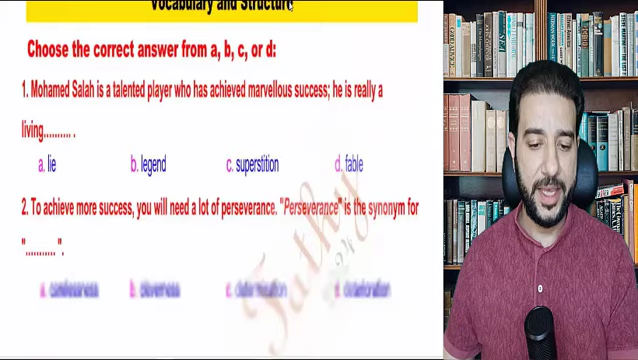 Vocabulary and Structure
Choose the correct answer from a, b, c, or d:
1. Mohamed Salah is a talented player who has achieved marvellous success; he is really a
living.......... .
a. lie b. legend c. superstition d. fable
2. To achieve more success, you will need a lot of perseverance. "Perseverance" is the synonym for
"........... ".
a. b. c. determination d.
Fathy